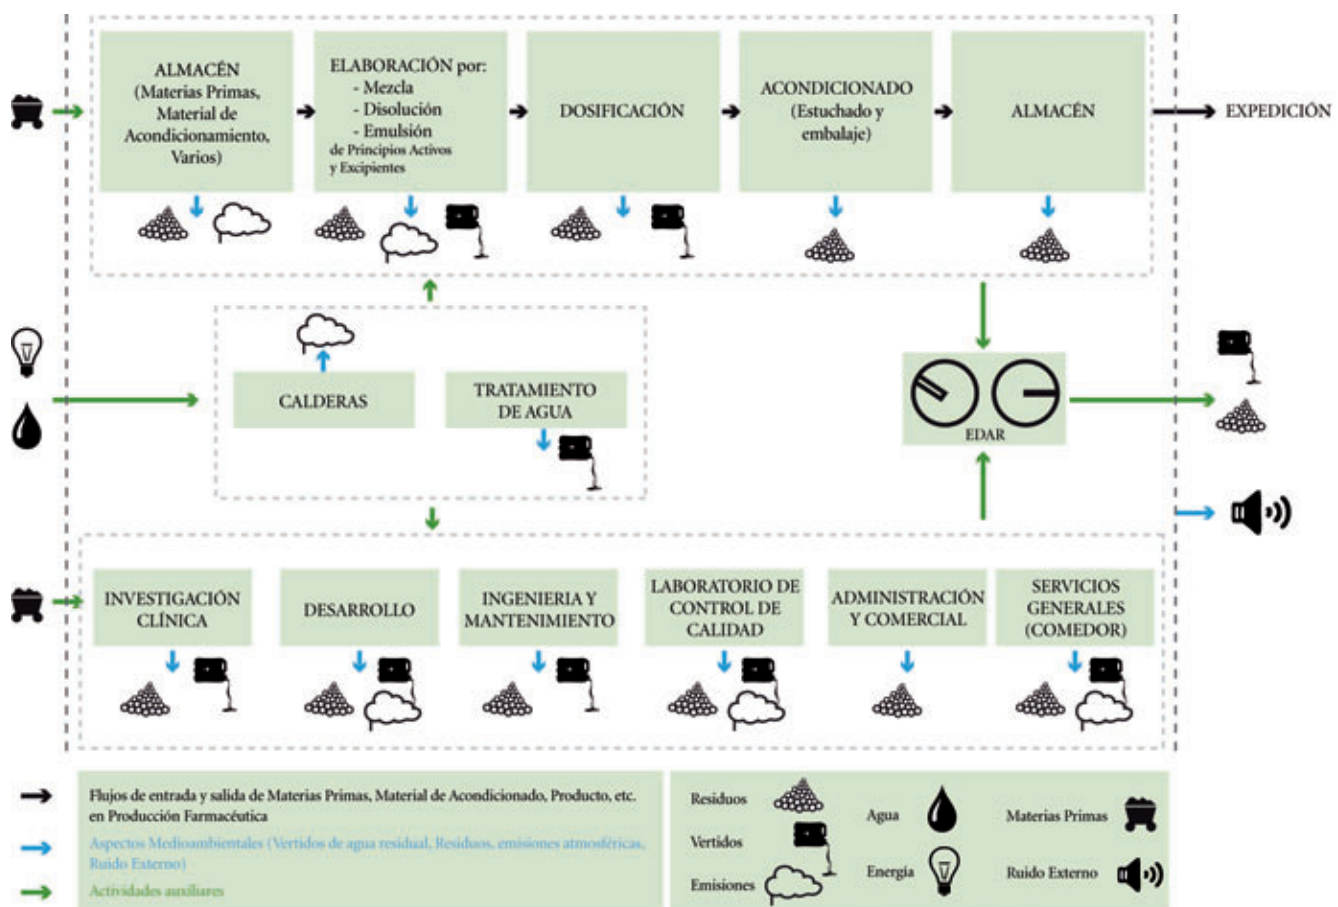 ALMACÉN
(Materias Primas,
Material de
Acondicionamiento,
Varios)
ELABORACIÓN por:
- Mezcla
- Disolución
- Emulsión
de Principios Activos
y Excipientes
DOSIFICACIÓN
ACONDICIONADO
(Estuchado y
embalaje)
ALMACÉN
EXPEDICIÓN
CALDERAS
TRATAMIENTO
DE AGUA
EDAR
INVESTIGACIÓN
CLÍNICA
DESARROLLO
INGENIERIA Y
MANTENIMIENTO
LABORATORIO DE
CONTROL DE
CALIDAD
ADMINISTRACIÓN
Y COMERCIAL
SERVICIOS
GENERALES
(COMEDOR)
Flujos de entrada y salida de Materias Primas, Material de Acondicionado, Producto, etc.
en Producción Farmacéutica
Aspectos Medioambientales (Vertidos de agua residual, Residuos, emisiones atmosféricas,
Ruido Externo)
Actividades auxiliares
Residuos
Vertidos
Emisiones
Agua
Energía
Materias Primas
Ruido Externo